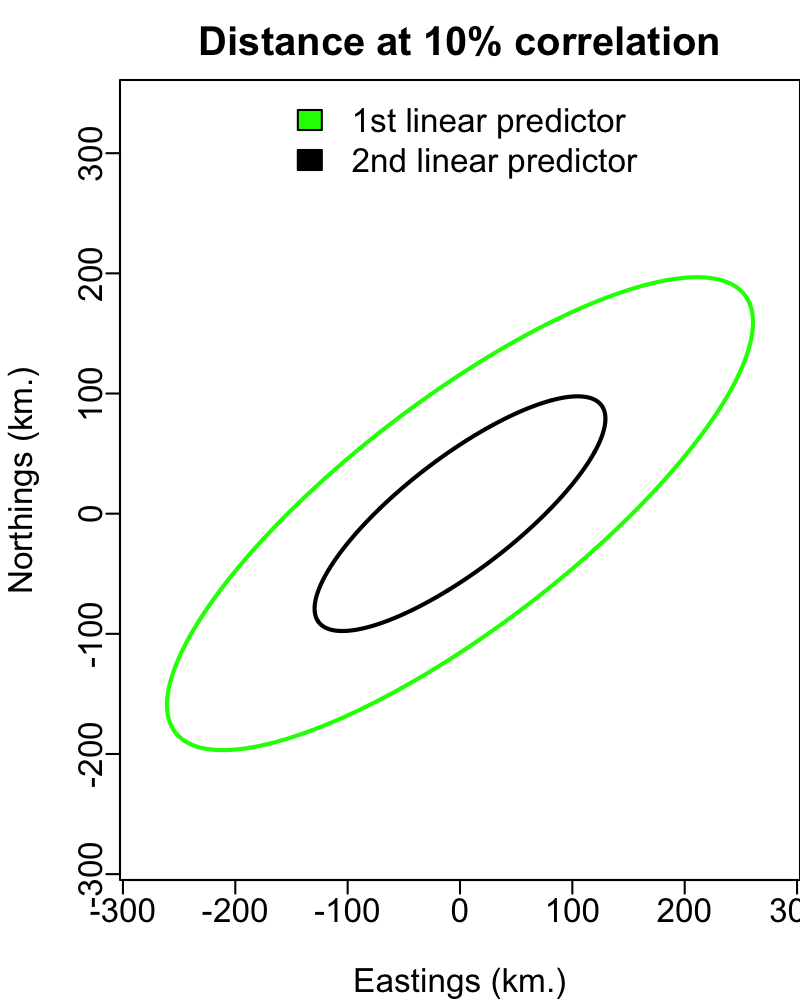 Distance at 10% correlation
1st linear predictor
2nd linear predictor
Northings (km.)
300
200
100
0
-100
-200
-300
-300 -200 -100 0 100 200 30
Eastings (km.)